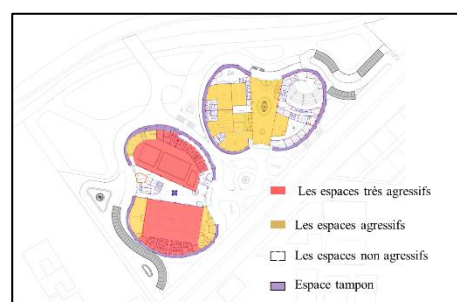 Les espaces très agressifs
Les espaces agressifs
Les espaces non agressifs
Espace tampon